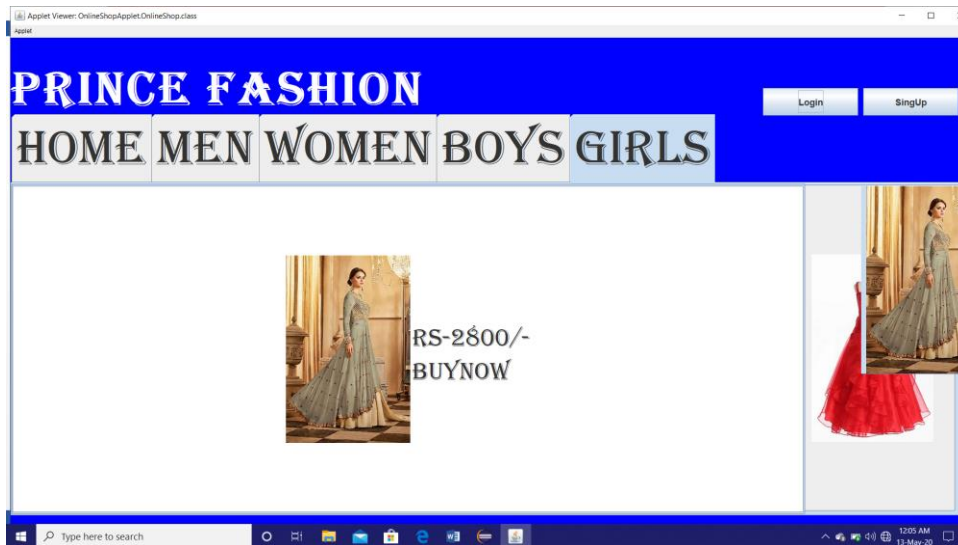 Applet Viewer: OnlineShopApplet.OnlineShop.class
Applet
PRINCE FASHION
Login
SingUp
HOME MEN WOMEN BOYS GIRLS
RS-2800/-
BUYNOW
Type here to search
12:05 AM
13-May-20